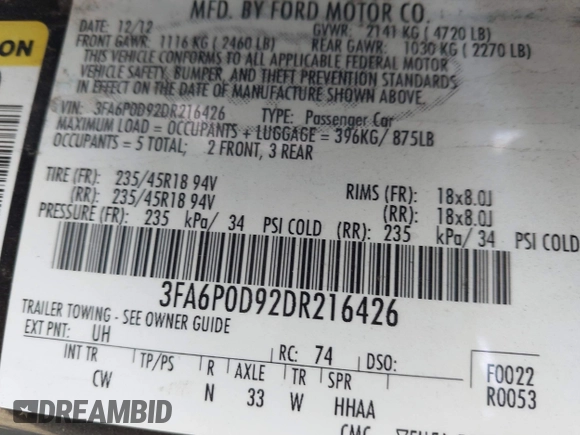 MFD. BY FORD MOTOR CO.
DATE: 12/12
GVWR: 2141 KG ( 4720 LB)
FRONT GAWR: 1116 KG ( 2460 LB)
REAR GAWR: 1030 KG ( 2270 LB)
THIS VEHICLE CONFORMS TO ALL APPLICABLE FEDERAL MOTOR
VEHICLE SAFETY, BUMPER, AND THEFT PREVENTION STANDARDS
IN EFFECT ON THE DATE OF MANUFACTURE SHOWN ABOVE.
VIN: 3FA6P0D92DR216426 TYPE: Passenger Car
MAXIMUM LOAD = OCCUPANTS + LUGGAGE = 396KG/ 875LB
OCCUPANTS = 5 TOTAL; 2 FRONT, 3 REAR
TIRE (FR): 235/45R18 94V RIMS (FR): 18x8.0J
(RR): 235/45R18 94V (RR): 18x8.0J
PRESSURE (FR): 235 kPa/ 34 PSI COLD (RR): 235 kPa/ 34 PSI COLD
3FA6P0D92DR216426
TRAILER TOWING - SEE OWNER GUIDE
EXT PNT: UH RC: 74 DSO: F0022
INT TR TP/PS R AXLE TR SPR R0053
CW N 33 W HHAA
DREAMBID